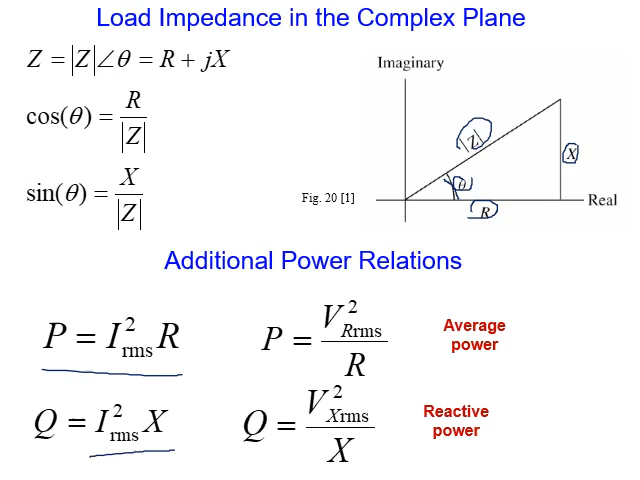 Load Impedance in the Complex Plane
Z = |Z|∠θ = R + jX
cos(θ) = R / |Z|
sin(θ) = X / |Z|
Imaginary
|Z|
X
θ
R
Real
Fig. 20 [1]
Additional Power Relations
P = I²rms R
P = V²Rrms / R
Average
power
Q = I²rms X
Q = V²Xrms / X
Reactive
power